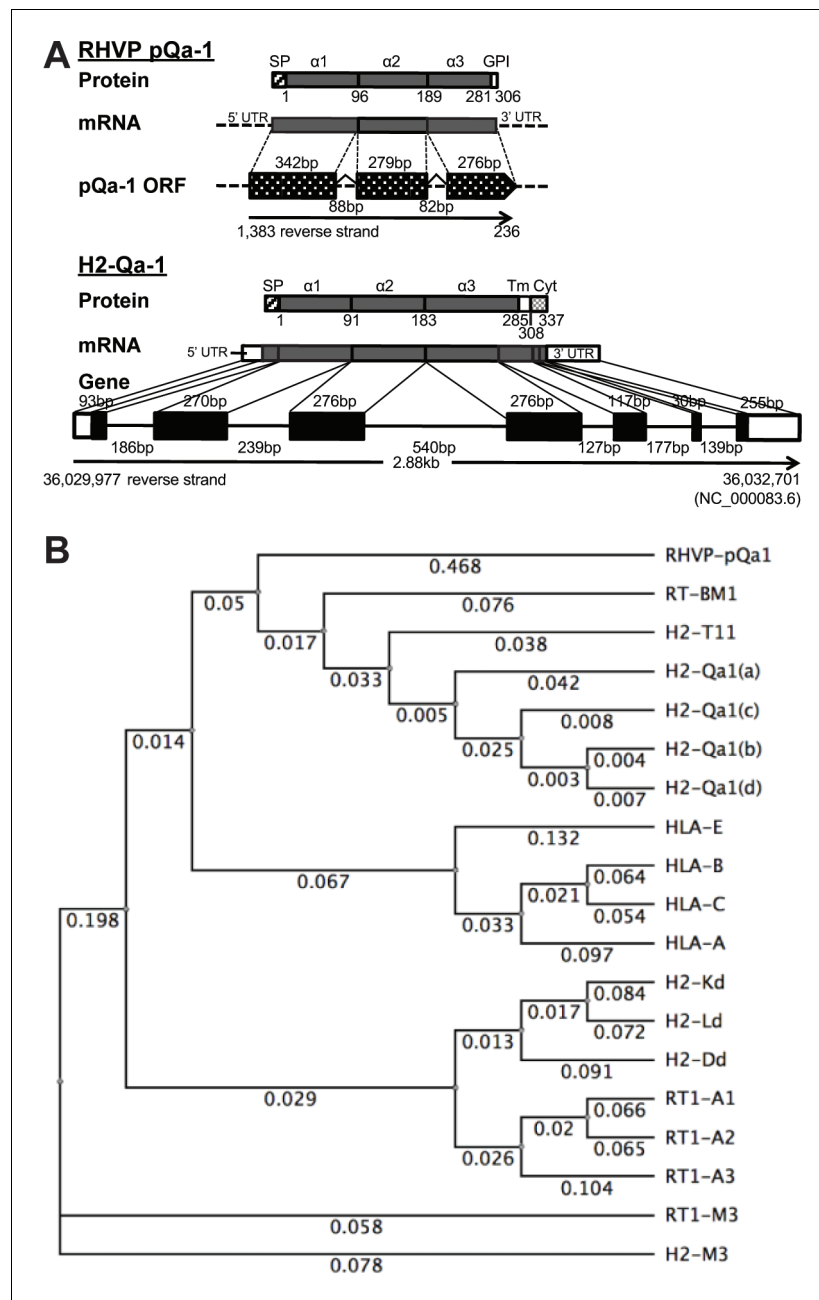 A
RHVP pQa-1
SP α1 α2 α3 GPI
Protein
1 96 189 281 306
5' UTR 3' UTR
mRNA
342bp 279bp 276bp
pQa-1 ORF
88bp 82bp
1,383 reverse strand 236
H2-Qa-1
SP α1 α2 α3 Tm Cyt
Protein
1 91 183 285 337
308
mRNA
5' UTR 3' UTR
Gene
93bp 270bp 276bp 276bp 117bp 30bp 255bp
186bp 239bp 540bp 127bp 177bp 139bp
2.88kb
36,029,977 reverse strand 36,032,701
(NC_000083.6)
B
RHVP-pQa1
0.468
0.05
RT-BM1
0.076
0.017
H2-T11
0.038
0.033
H2-Qa1(a)
0.042
0.005
H2-Qa1(c)
0.008
0.014
0.025
H2-Qa1(b)
0.004
0.003
H2-Qa1(d)
0.007
HLA-E
0.132
HLA-B
0.064
0.067
0.021
HLA-C
0.054
0.198
0.033
HLA-A
0.097
H2-Kd
0.084
0.017
H2-Ld
0.072
0.013
H2-Dd
0.091
0.029
RT1-A1
0.066
0.02
RT1-A2
0.065
0.026
RT1-A3
0.104
RT1-M3
0.058
H2-M3
0.078